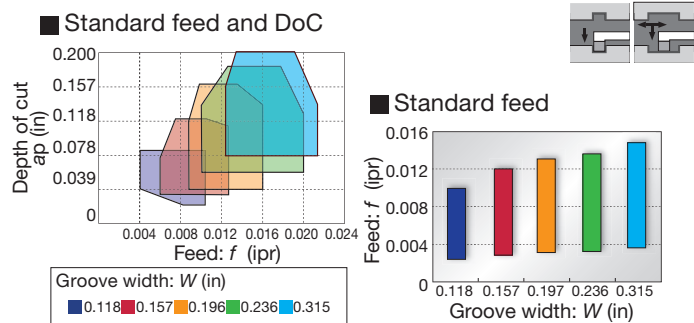 ■ Standard feed and DoC
Depth of cut
ap (in)
0.200
0.157
0.118
0.078
0.039
0
0.004 0.008 0.012 0.016 0.020 0.024
Feed: f (ipr)
Groove width: W (in)
0.118 0.157 0.196 0.236 0.315
■ Standard feed
Feed: f (ipr)
0.016
0.012
0.008
0.004
0
0.118 0.157 0.197 0.236 0.315
Groove width: W (in)